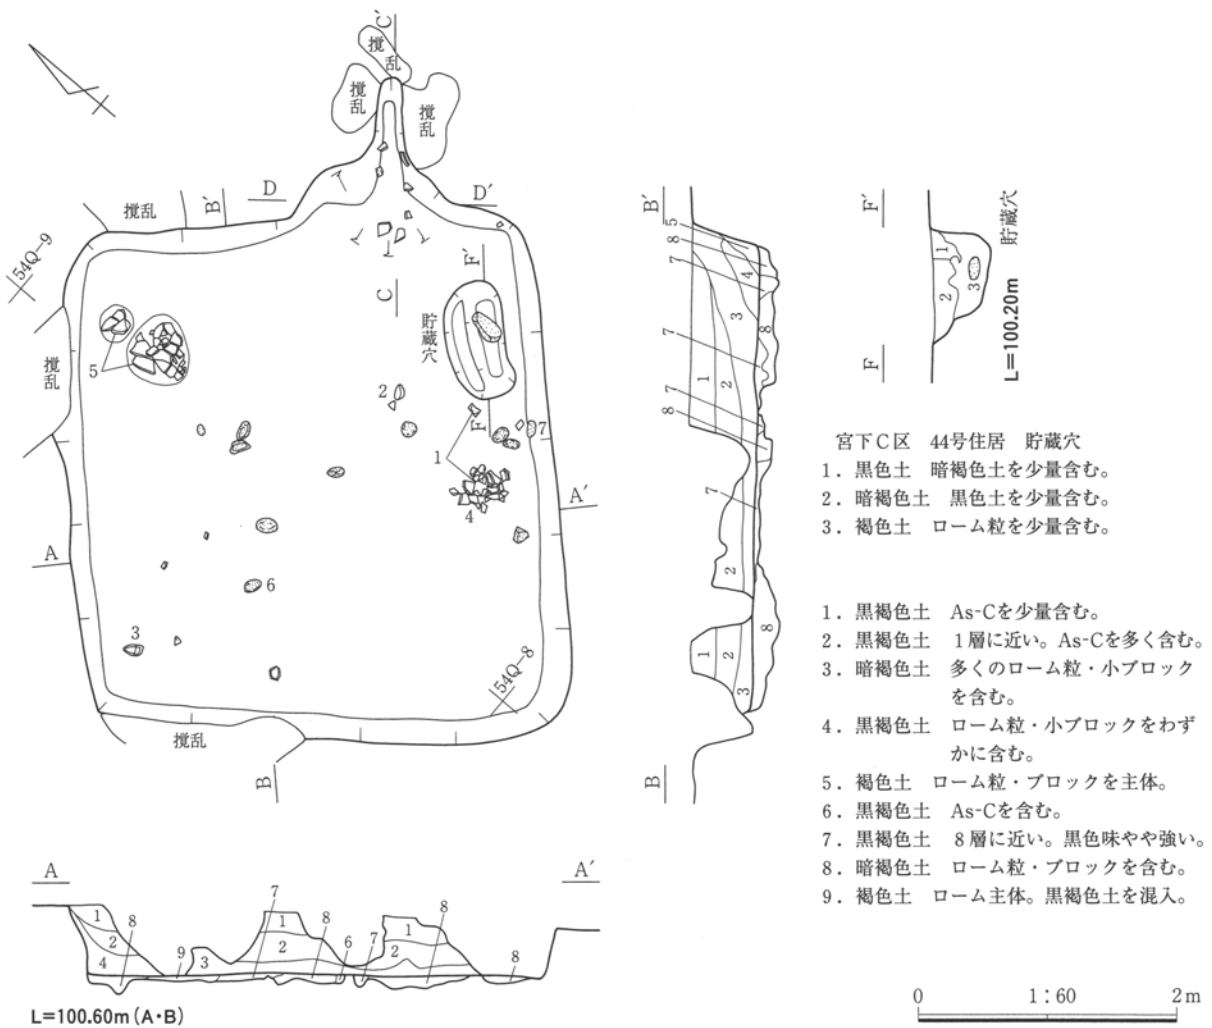 C′
攪乱
攪乱
攪乱
攪乱
B′
D
D′
54Q-9
F′
C
攪乱
5
貯蔵穴
2
F
7
1
4
A′
A
6
3
54Q-8
攪乱
B
B′
5
8
7
4
3
8
7
1
2
7
8
7
2
1
2
8
3
B
F′
貯蔵穴
1
2
3
F
L=100.20m
宮下C区 44号住居 貯蔵穴
1．黒色土 暗褐色土を少量含む。
2．暗褐色土 黒色土を少量含む。
3．褐色土 ローム粒を少量含む。
1．黒褐色土 As-Cを少量含む。
2．黒褐色土 1層に近い。As-Cを多く含む。
3．暗褐色土 多くのローム粒・小ブロック
を含む。
4．黒褐色土 ローム粒・小ブロックをわず
かに含む。
5．褐色土 ローム粒・ブロックを主体。
6．黒褐色土 As-Cを含む。
7．黒褐色土 8層に近い。黒色味やや強い。
8．暗褐色土 ローム粒・ブロックを含む。
9．褐色土 ローム主体。黒褐色土を混入。
A
A′
1
8
2
4
9
3
7
1
2
8
6
7
1
2
8
8
L=100.60m(A・B)
0 1:60 2m